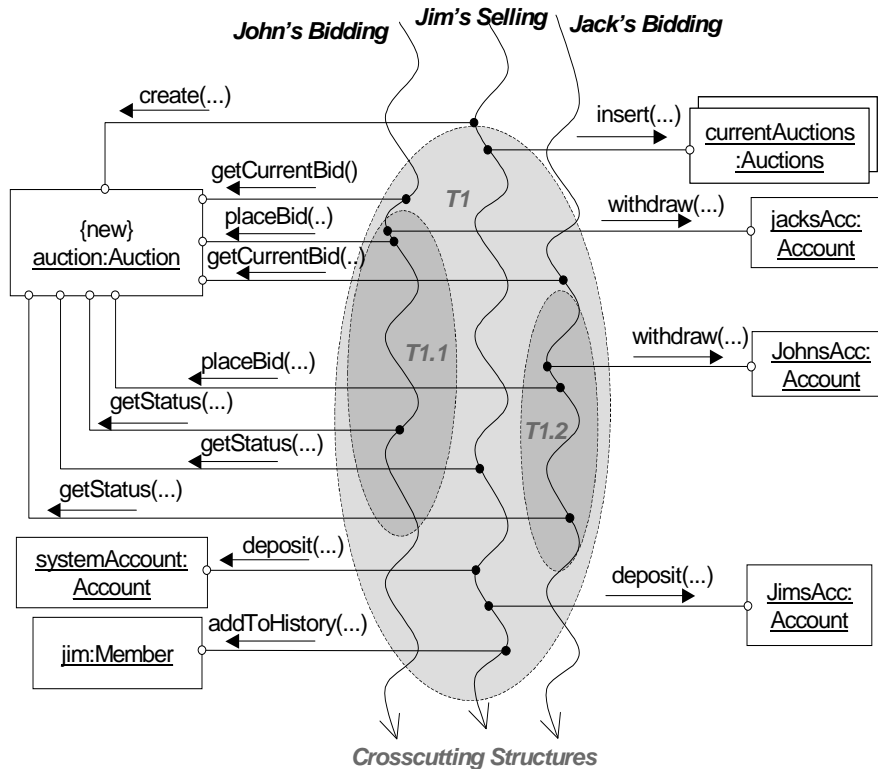 John's Bidding
Jim's Selling
Jack's Bidding
create(...)
insert(...)
currentAuctions
:Auctions
getCurrentBid()
T1
placeBid(..)
withdraw(...)
{new}
auction:Auction
jacksAcc:
Account
getCurrentBid(..)
T1.1
withdraw(...)
JohnsAcc:
Account
placeBid(...)
getStatus(...)
T1.2
getStatus(...)
getStatus(...)
systemAccount:
Account
deposit(...)
deposit(...)
JimsAcc:
Account
addToHistory(...)
jim:Member
Crosscutting Structures